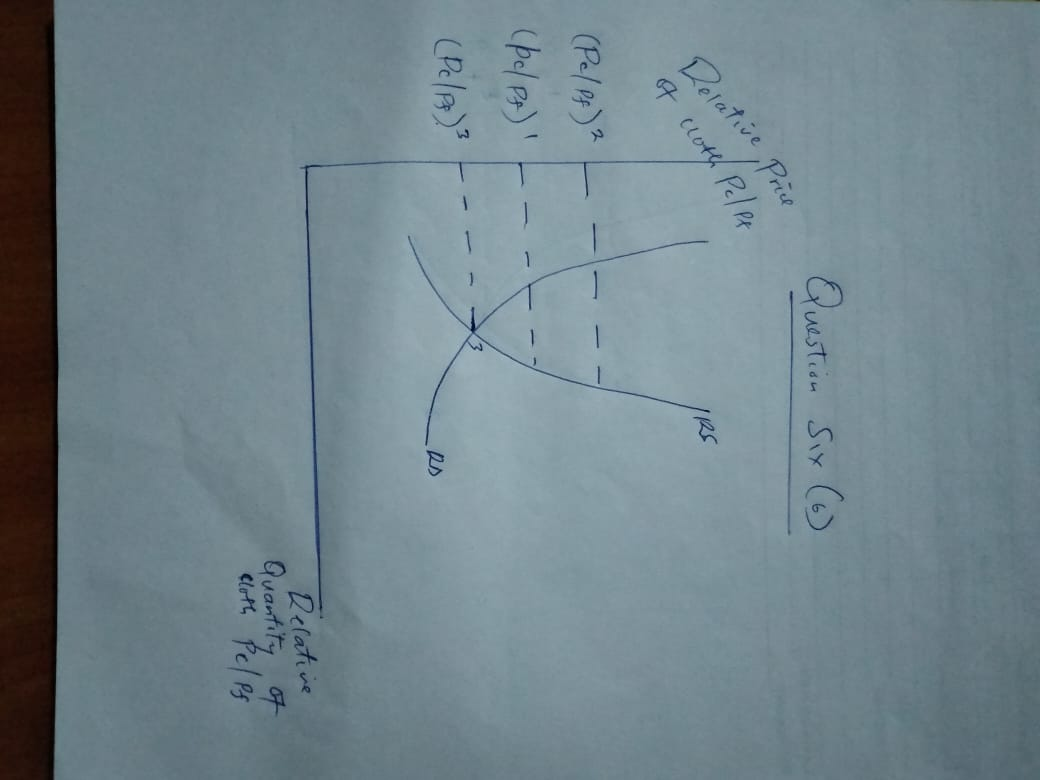 Question Six (6)
Relative Price
of cloth Pc/Pf
(Pc/Pf)2
(Pc/Pf)1
(Pc/Pf)3
RS
3
RD
Relative
Quantity of
cloth Pc/Pf